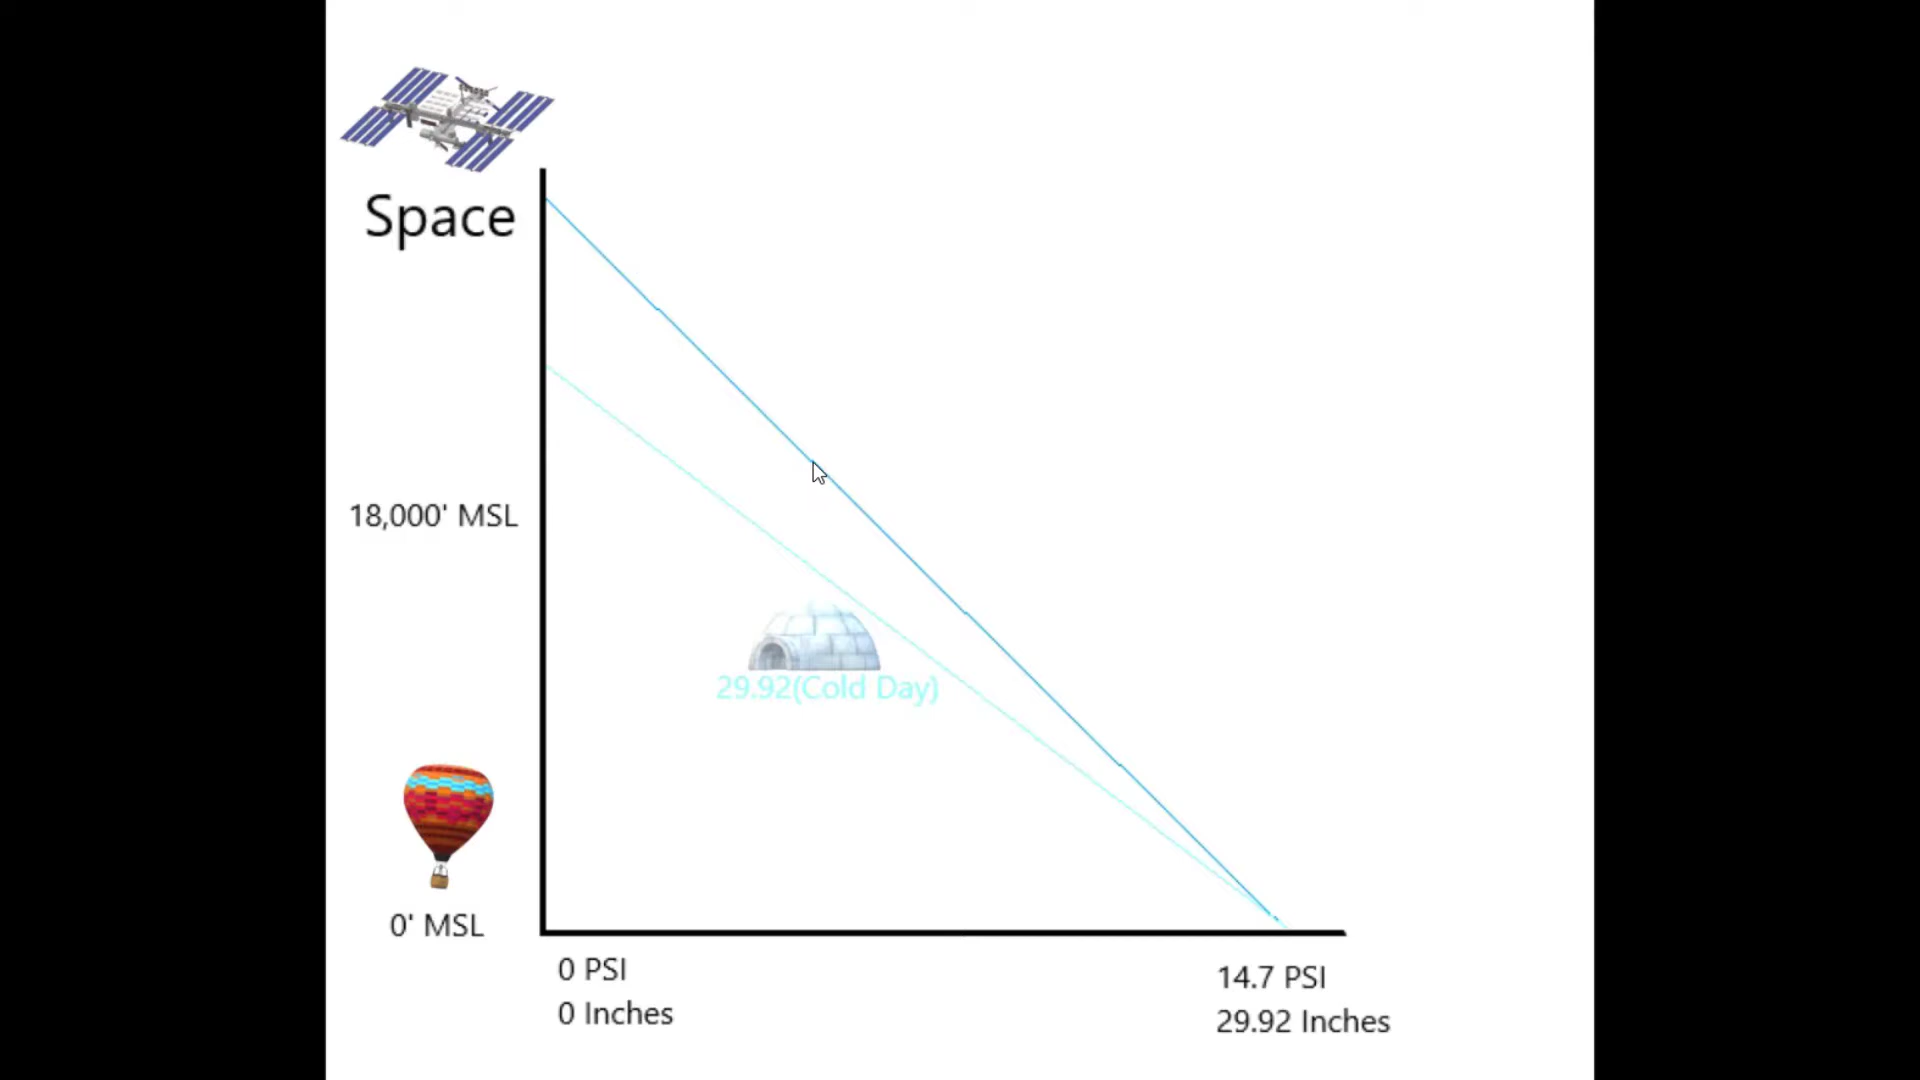 Space
18,000' MSL
29.92(Cold Day)
0' MSL
0 PSI
0 Inches
14.7 PSI
29.92 Inches